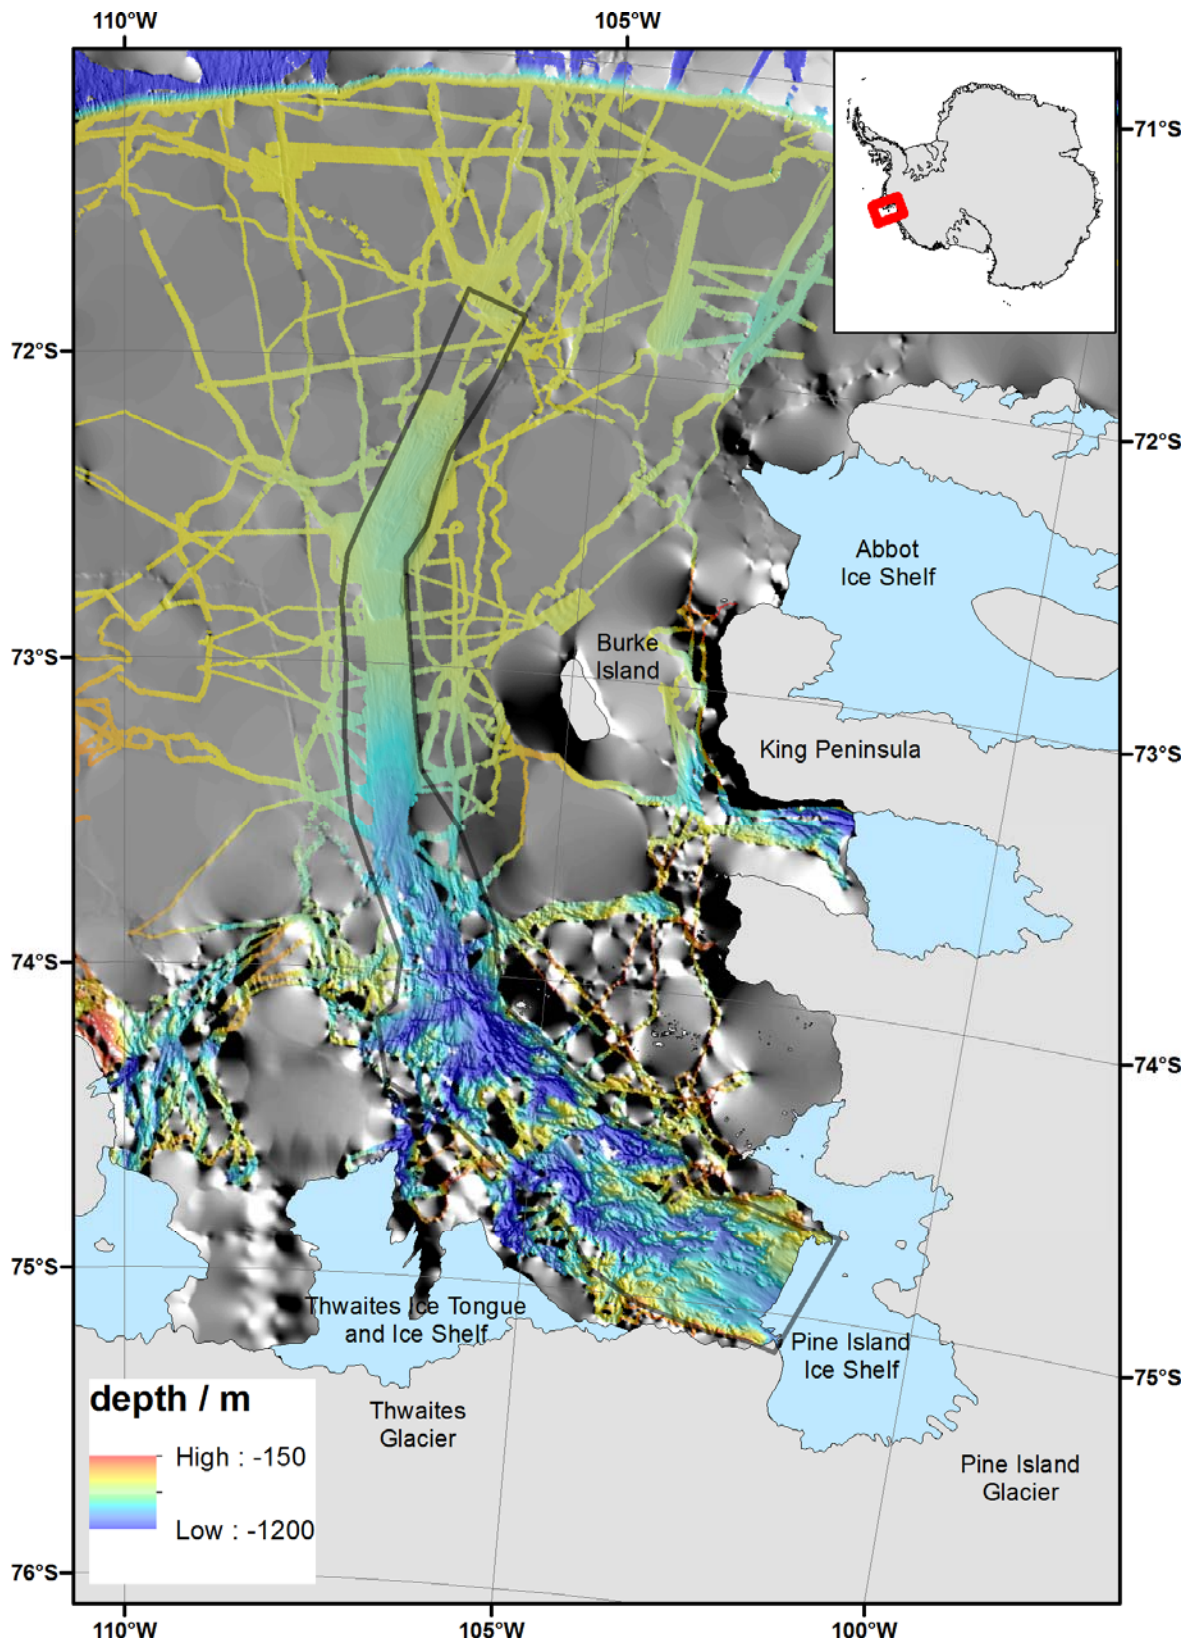 110°W
105°W
71°S
72°S
72°S
Abbot
Ice Shelf
Burke
Island
73°S
King Peninsula
73°S
74°S
74°S
75°S
Thwaites Ice Tongue
and Ice Shelf
Pine Island
Ice Shelf
75°S
depth / m
High : -150
Low : -1200
Thwaites
Glacier
Pine Island
Glacier
76°S
110°W
105°W
100°W